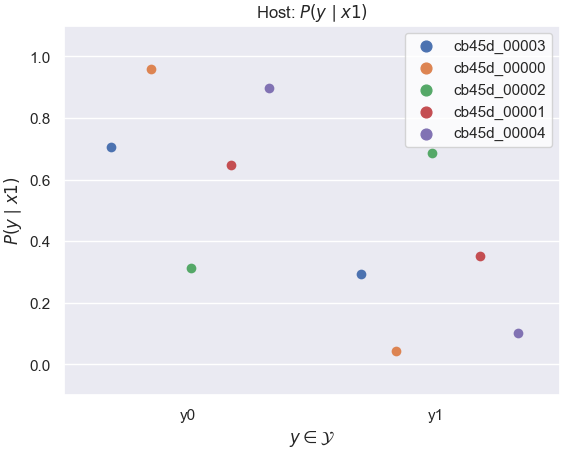 Host: P(y | x1)
cb45d_00003
cb45d_00000
cb45d_00002
cb45d_00001
cb45d_00004
1.0
0.8
0.6
0.4
0.2
0.0
P(y | x1)
y0
y1
y ∈ 𝒴